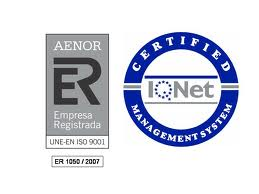 AENOR
ER
Empresa
Registrada
UNE-EN ISO 9001
ER 1050 / 2007
CERTIFIED
IQNet
MANAGEMENT SYSTEM